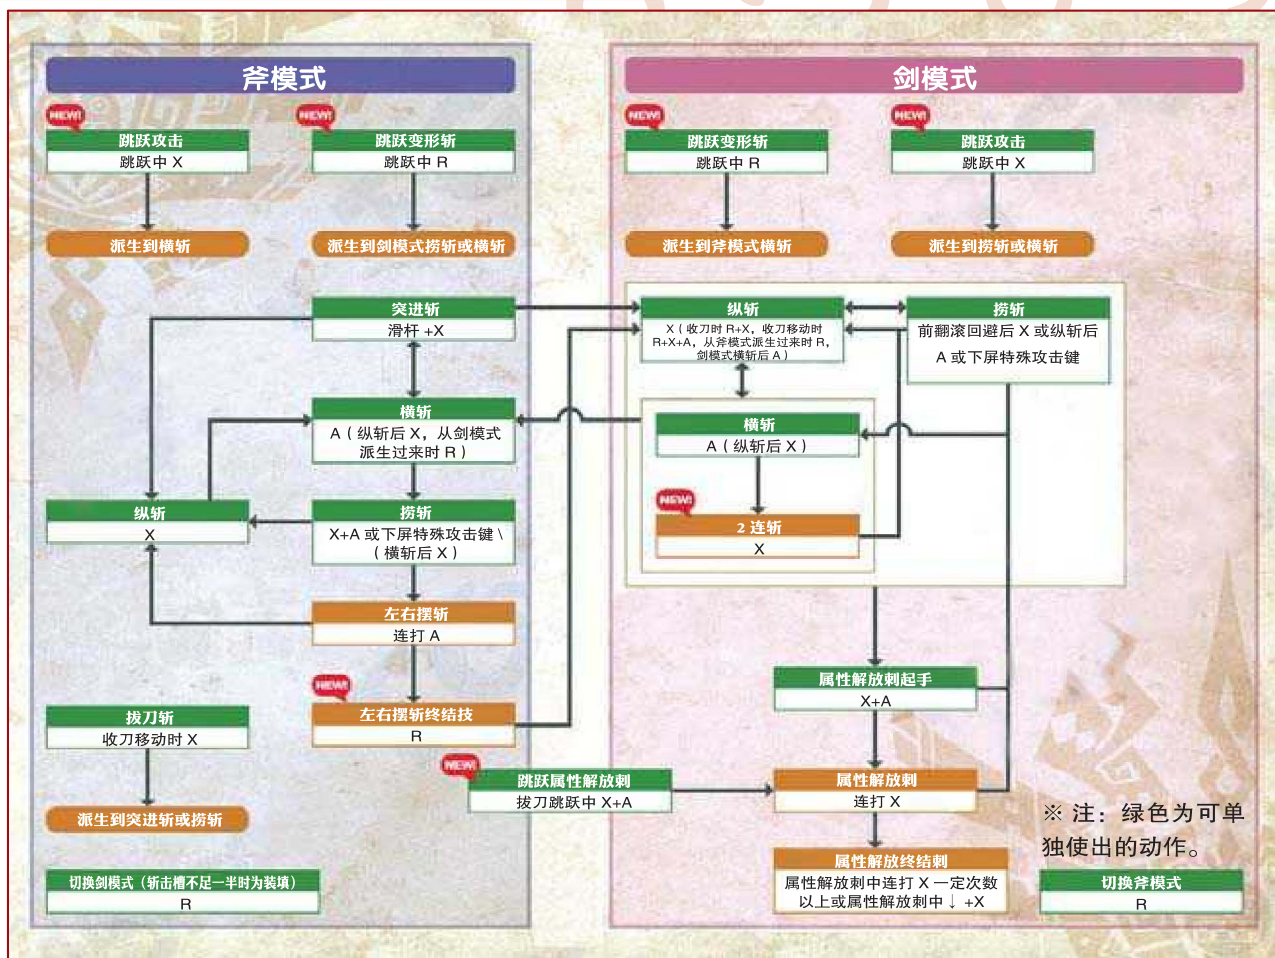 斧模式
NEW!
跳跃攻击
跳跃中 X
派生到横斩
NEW!
跳跃变形斩
跳跃中 R
派生到剑模式捞斩或横斩
突进斩
滑杆 +X
横斩
A（纵斩后 X，从剑模式
派生过来时 R）
纵斩
X
捞斩
X+A 或下屏特殊攻击键 \
（横斩后 X）
左右摆斩
连打 A
NEW!
左右摆斩终结技
R
拔刀斩
收刀移动时 X
派生到突进斩或捞斩
切换剑模式（斩击槽不足一半时为装填）
R
剑模式
NEW!
跳跃变形斩
跳跃中 R
派生到斧模式横斩
NEW!
跳跃攻击
跳跃中 X
派生到捞斩或横斩
纵斩
X（收刀时 R+X，收刀移动时
R+X+A，从斧模式派生过来时 R，
剑模式横斩后 A）
捞斩
前翻滚回避后 X 或纵斩后
A 或下屏特殊攻击键
横斩
A（纵斩后 X）
NEW!
2 连斩
X
属性解放刺起手
X+A
NEW!
跳跃属性解放刺
拔刀跳跃中 X+A
属性解放刺
连打 X
属性解放终结刺
属性解放刺中连打 X 一定次数
以上或属性解放刺中 ↓ +X
※ 注：绿色为可单
独使出的动作。
切换斧模式
R